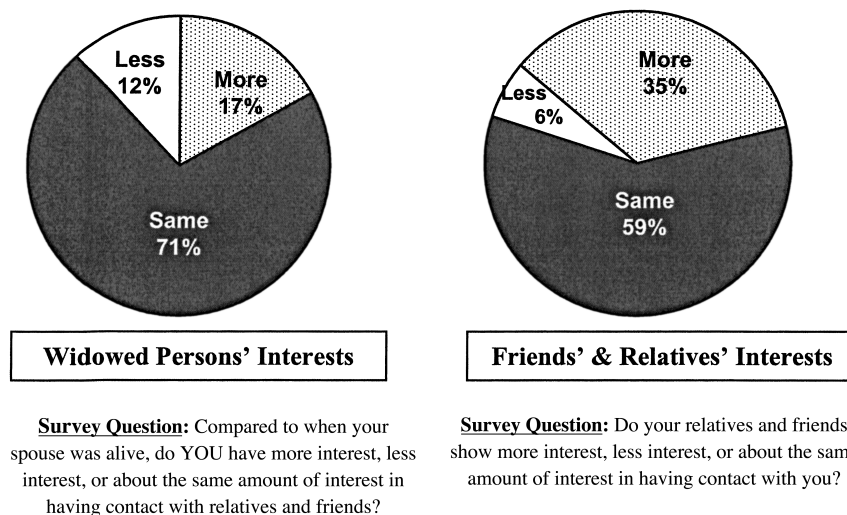 Less
12%
More
17%
Same
71%
More
35%
Less
6%
Same
59%
Widowed Persons' Interests
Friends' & Relatives' Interests
Survey Question: Compared to when your
spouse was alive, do YOU have more interest, less
interest, or about the same amount of interest in
having contact with relatives and friends?
Survey Question: Do your relatives and friends
show more interest, less interest, or about the sam
amount of interest in having contact with you?